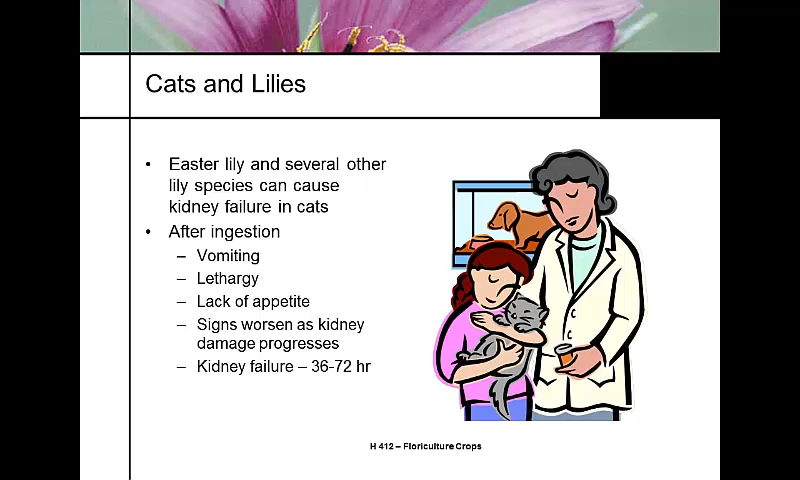 Cats and Lilies
• Easter lily and several other
lily species can cause
kidney failure in cats
• After ingestion
– Vomiting
– Lethargy
– Lack of appetite
– Signs worsen as kidney
damage progresses
– Kidney failure – 36-72 hr
H 412 – Floriculture Crops